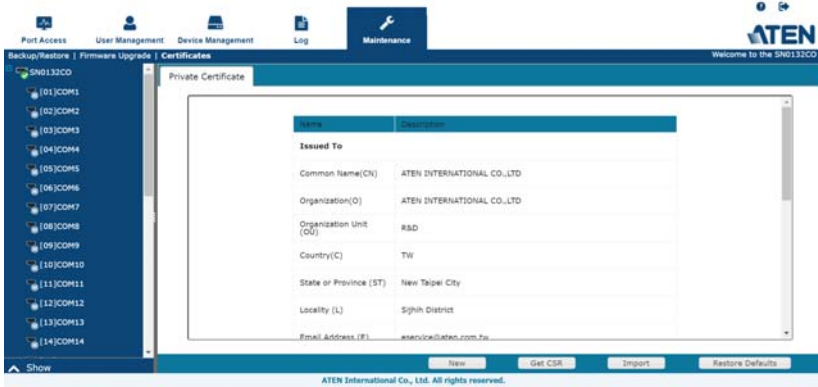 Port Access
User Management
Device Management
Log
Maintenance
ATEN
Backup/Restore | Firmware Upgrade | Certificates
Welcome to the SN0132CO
SN0132CO
[01]COM1
[02]COM2
[03]COM3
[04]COM4
[05]COM5
[06]COM6
[07]COM7
[08]COM8
[09]COM9
[10]COM10
[11]COM11
[12]COM12
[13]COM13
[14]COM14
Show
Private Certificate
Name Description
Issued To
Common Name(CN) ATEN INTERNATIONAL CO.,LTD
Organization(O) ATEN INTERNATIONAL CO.,LTD
Organization Unit
(OU) R&D
Country(C) TW
State or Province (ST) New Taipei City
Locality (L) Sijhih District
Email Address (E) eservice@aten.com.tw
New Get CSR Import Restore Defaults
ATEN International Co., Ltd. All rights reserved.